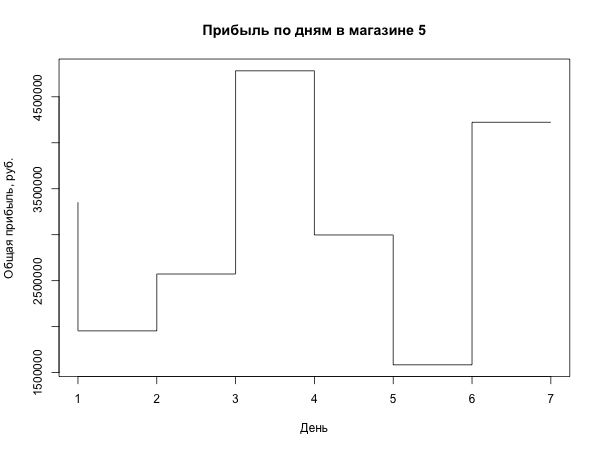 Прибыль по дням в магазине 5
Общая прибыль, руб.
4500000
3500000
2500000
1500000
1 2 3 4 5 6 7
День